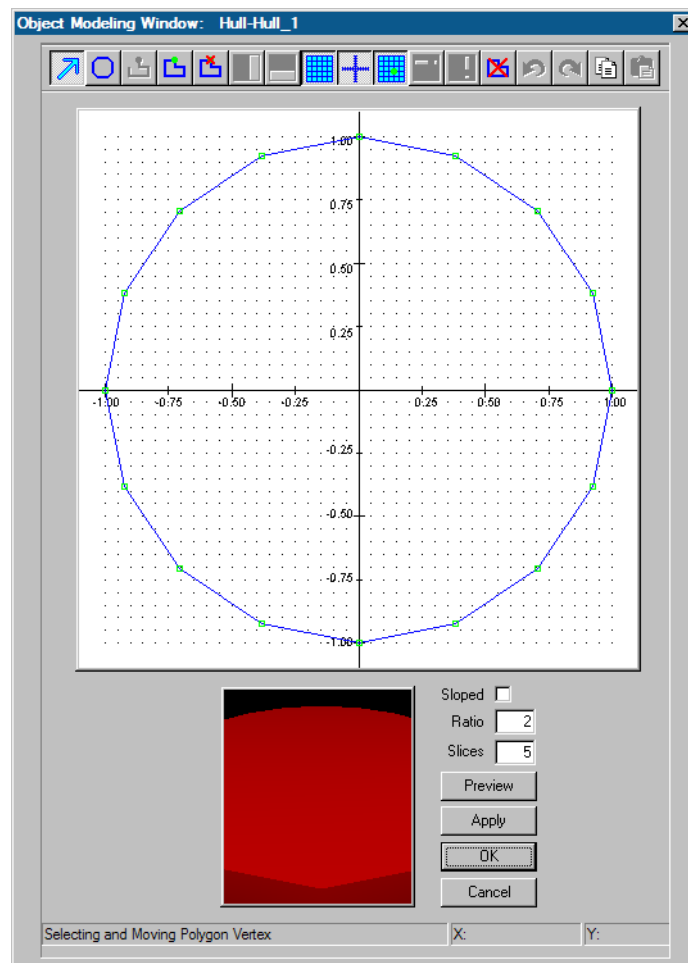 Object Modeling Window: Hull-Hull_1
1.00
0.75
0.50
0.25
-1.00 -0.75 -0.50 -0.25 0.25 0.50 0.75 1.00
-0.25
-0.50
-0.75
-1.00
Sloped
Ratio 2
Slices 5
Preview
Apply
OK
Cancel
Selecting and Moving Polygon Vertex X: Y: